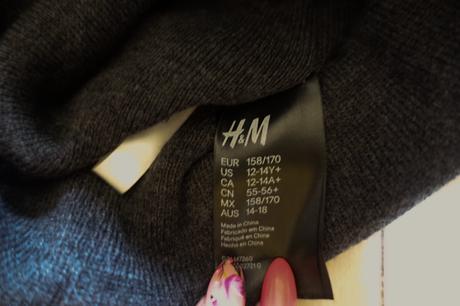 H&M
EUR 158/170
US 12-14Y+
CA 12-14A+
CN 55-56+
MX 158/170
AUS 14-18
Made in China
Fabricado em China
Fabriqué en China
Hecho en China